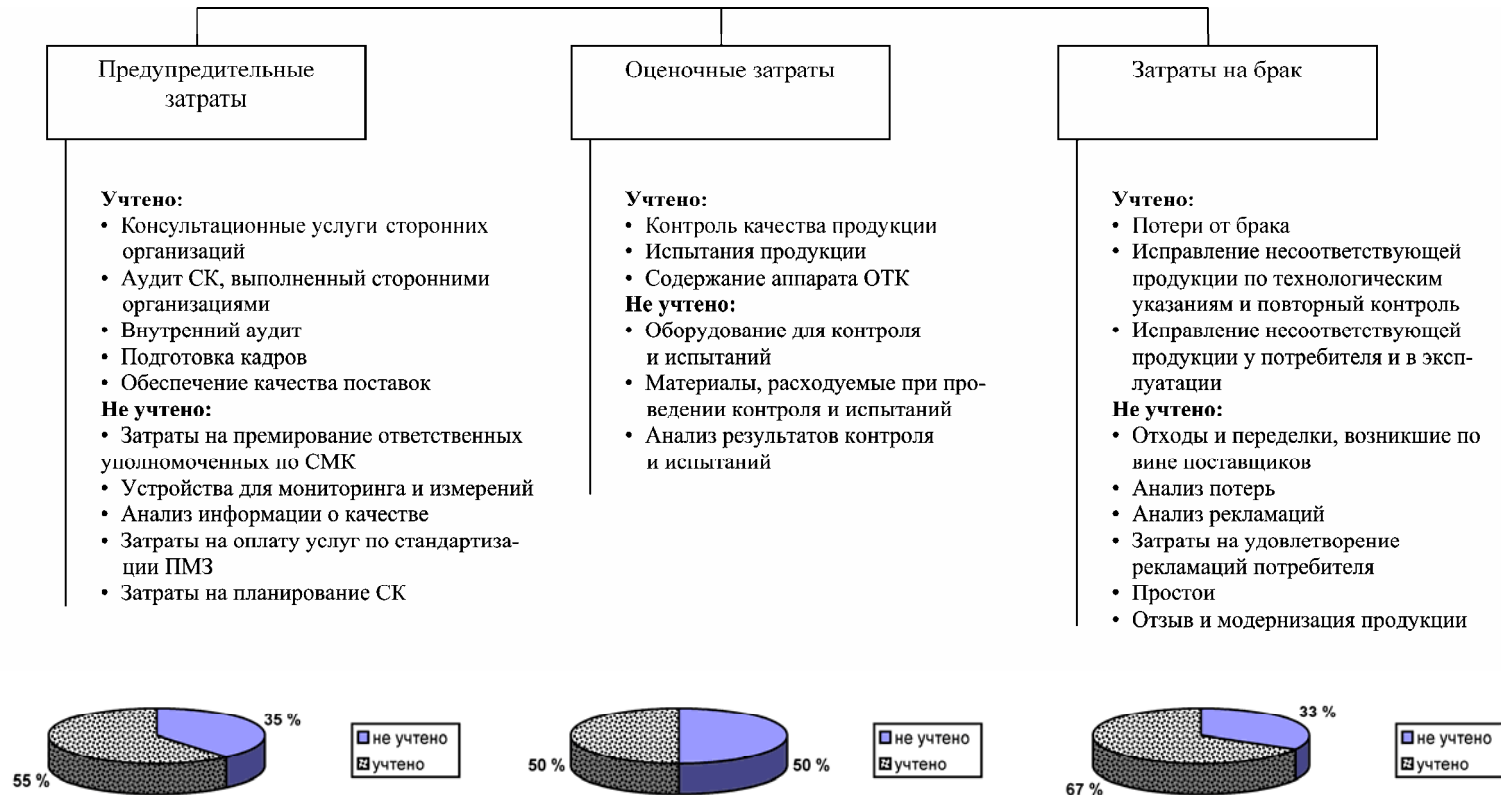 Предупредительные
затраты
Учтено:
• Консультационные услуги сторонних
организаций
• Аудит СК, выполненный сторонними
организациями
• Внутренний аудит
• Подготовка кадров
• Обеспечение качества поставок
Не учтено:
• Затраты на премирование ответственных
уполномоченных по СМК
• Устройства для мониторинга и измерений
• Анализ информации о качестве
• Затраты на оплату услуг по стандартиза-
ции ПМЗ
• Затраты на планирование СК
Оценочные затраты
Учтено:
• Контроль качества продукции
• Испытания продукции
• Содержание аппарата ОТК
Не учтено:
• Оборудование для контроля
и испытаний
• Материалы, расходуемые при про-
ведении контроля и испытаний
• Анализ результатов контроля
и испытаний
Затраты на брак
Учтено:
• Потери от брака
• Исправление несоответствующей
продукции по технологическим
указаниям и повторный контроль
• Исправление несоответствующей
продукции у потребителя и в эксп-
луатации
Не учтено:
• Отходы и переделки, возникшие по
вине поставщиков
• Анализ потерь
• Анализ рекламаций
• Затраты на удовлетворение
рекламаций потребителя
• Простои
• Отзыв и модернизация продукции
35 %
55 %
не учтено
учтено
50 %
50 %
не учтено
учтено
33 %
67 %
не учтено
учтено